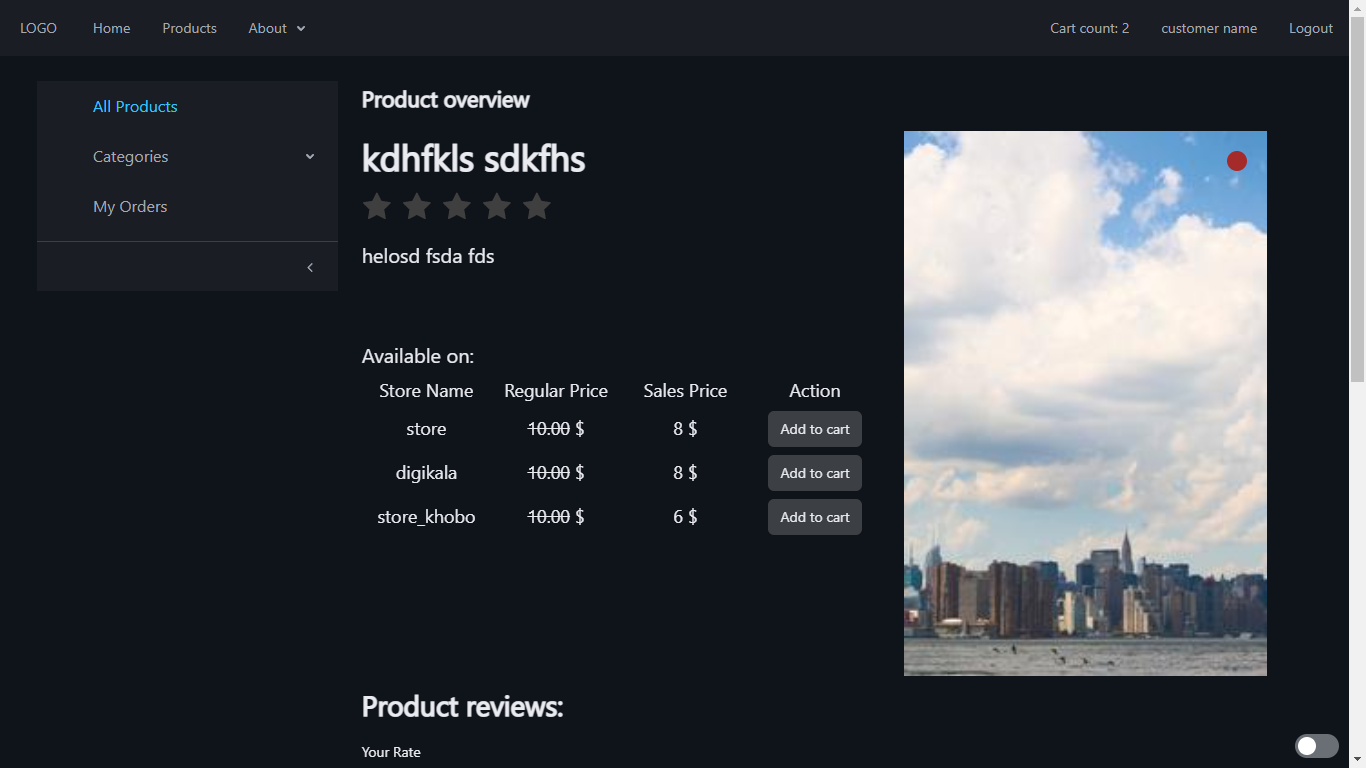 LOGO Home Products About Cart count: 2 customer name Logout
All Products
Categories
My Orders
Product overview
kdhfkls sdkfhs
helosd fsda fds
Available on:
Store Name Regular Price Sales Price Action
store 10.00 $ 8 $ Add to cart
digikala 10.00 $ 8 $ Add to cart
store_khobo 10.00 $ 6 $ Add to cart
Product reviews:
Your Rate